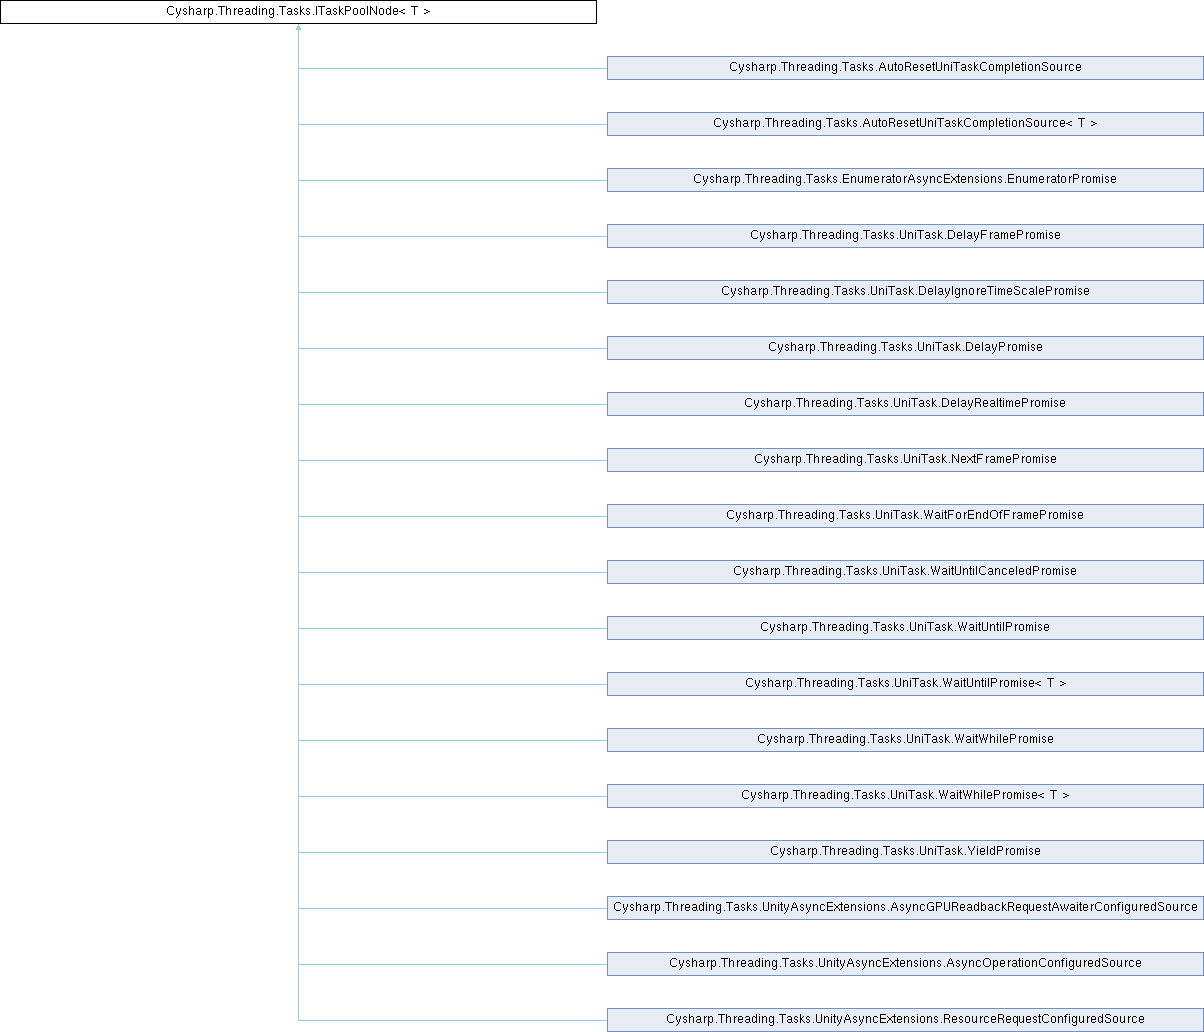 Cysharp.Threading.Tasks.ITaskPoolNode< T >
Cysharp.Threading.Tasks.AutoResetUniTaskCompletionSource
Cysharp.Threading.Tasks.AutoResetUniTaskCompletionSource< T >
Cysharp.Threading.Tasks.EnumeratorAsyncExtensions.EnumeratorPromise
Cysharp.Threading.Tasks.UniTask.DelayFramePromise
Cysharp.Threading.Tasks.UniTask.DelayIgnoreTimeScalePromise
Cysharp.Threading.Tasks.UniTask.DelayPromise
Cysharp.Threading.Tasks.UniTask.DelayRealtimePromise
Cysharp.Threading.Tasks.UniTask.NextFramePromise
Cysharp.Threading.Tasks.UniTask.WaitForEndOfFramePromise
Cysharp.Threading.Tasks.UniTask.WaitUntilCanceledPromise
Cysharp.Threading.Tasks.UniTask.WaitUntilPromise
Cysharp.Threading.Tasks.UniTask.WaitUntilPromise< T >
Cysharp.Threading.Tasks.UniTask.WaitWhilePromise
Cysharp.Threading.Tasks.UniTask.WaitWhilePromise< T >
Cysharp.Threading.Tasks.UniTask.YieldPromise
Cysharp.Threading.Tasks.UnityAsyncExtensions.AsyncGPUReadbackRequestAwaiterConfiguredSource
Cysharp.Threading.Tasks.UnityAsyncExtensions.AsyncOperationConfiguredSource
Cysharp.Threading.Tasks.UnityAsyncExtensions.ResourceRequestConfiguredSource